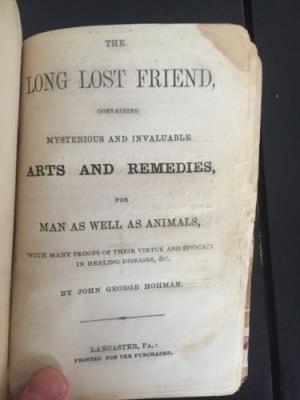 THE
LONG LOST FRIEND,
CONTAINING
MYSTERIOUS AND INVALUABLE
ARTS AND REMEDIES,
FOR
MAN AS WELL AS ANIMALS,
WITH MANY PROOFS OF THEIR VIRTUE AND EFFICACY
IN HEALING DISEASES, &C.
BY JOHN GEORGE HOHMAN.
LANCASTER, PA.:
PRINTED FOR THE PURCHASER.